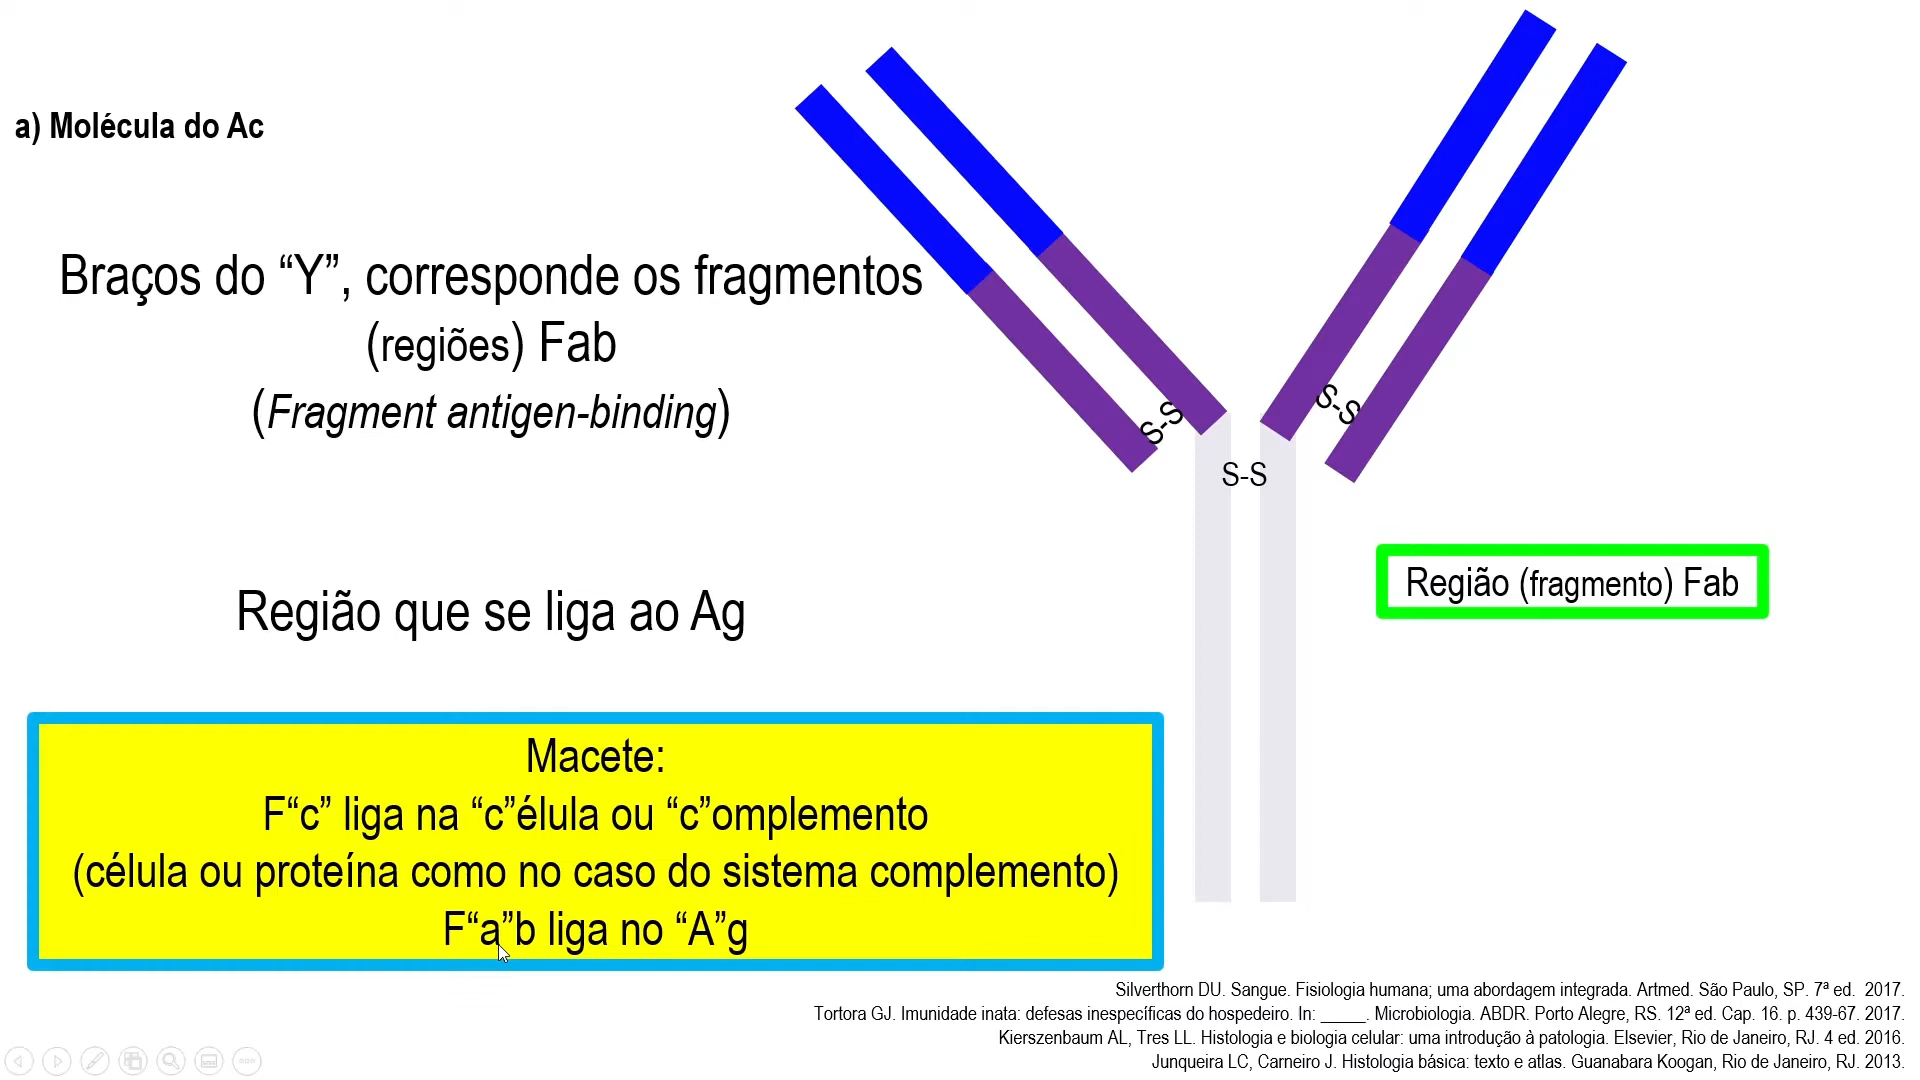 a) Molécula do Ac
Braços do “Y”, corresponde os fragmentos
(regiões) Fab
(Fragment antigen-binding)
S-S
S-S
S-S
Região (fragmento) Fab
Região que se liga ao Ag
Macete:
F“c” liga na “c”élula ou “c”omplemento
(célula ou proteína como no caso do sistema complemento)
F“a”b liga no “A”g
Silverthorn DU. Sangue. Fisiologia humana; uma abordagem integrada. Artmed. São Paulo, SP. 7ª ed. 2017.
Tortora GJ. Imunidade inata: defesas inespecíficas do hospedeiro. In: _____. Microbiologia. ABDR. Porto Alegre, RS. 12ª ed. Cap. 16. p. 439-67. 2017.
Kierszenbaum AL, Tres LL. Histologia e biologia celular: uma introdução à patologia. Elsevier, Rio de Janeiro, RJ. 4 ed. 2016.
Junqueira LC, Carneiro J. Histologia básica: texto e atlas. Guanabara Koogan, Rio de Janeiro, RJ. 2013.